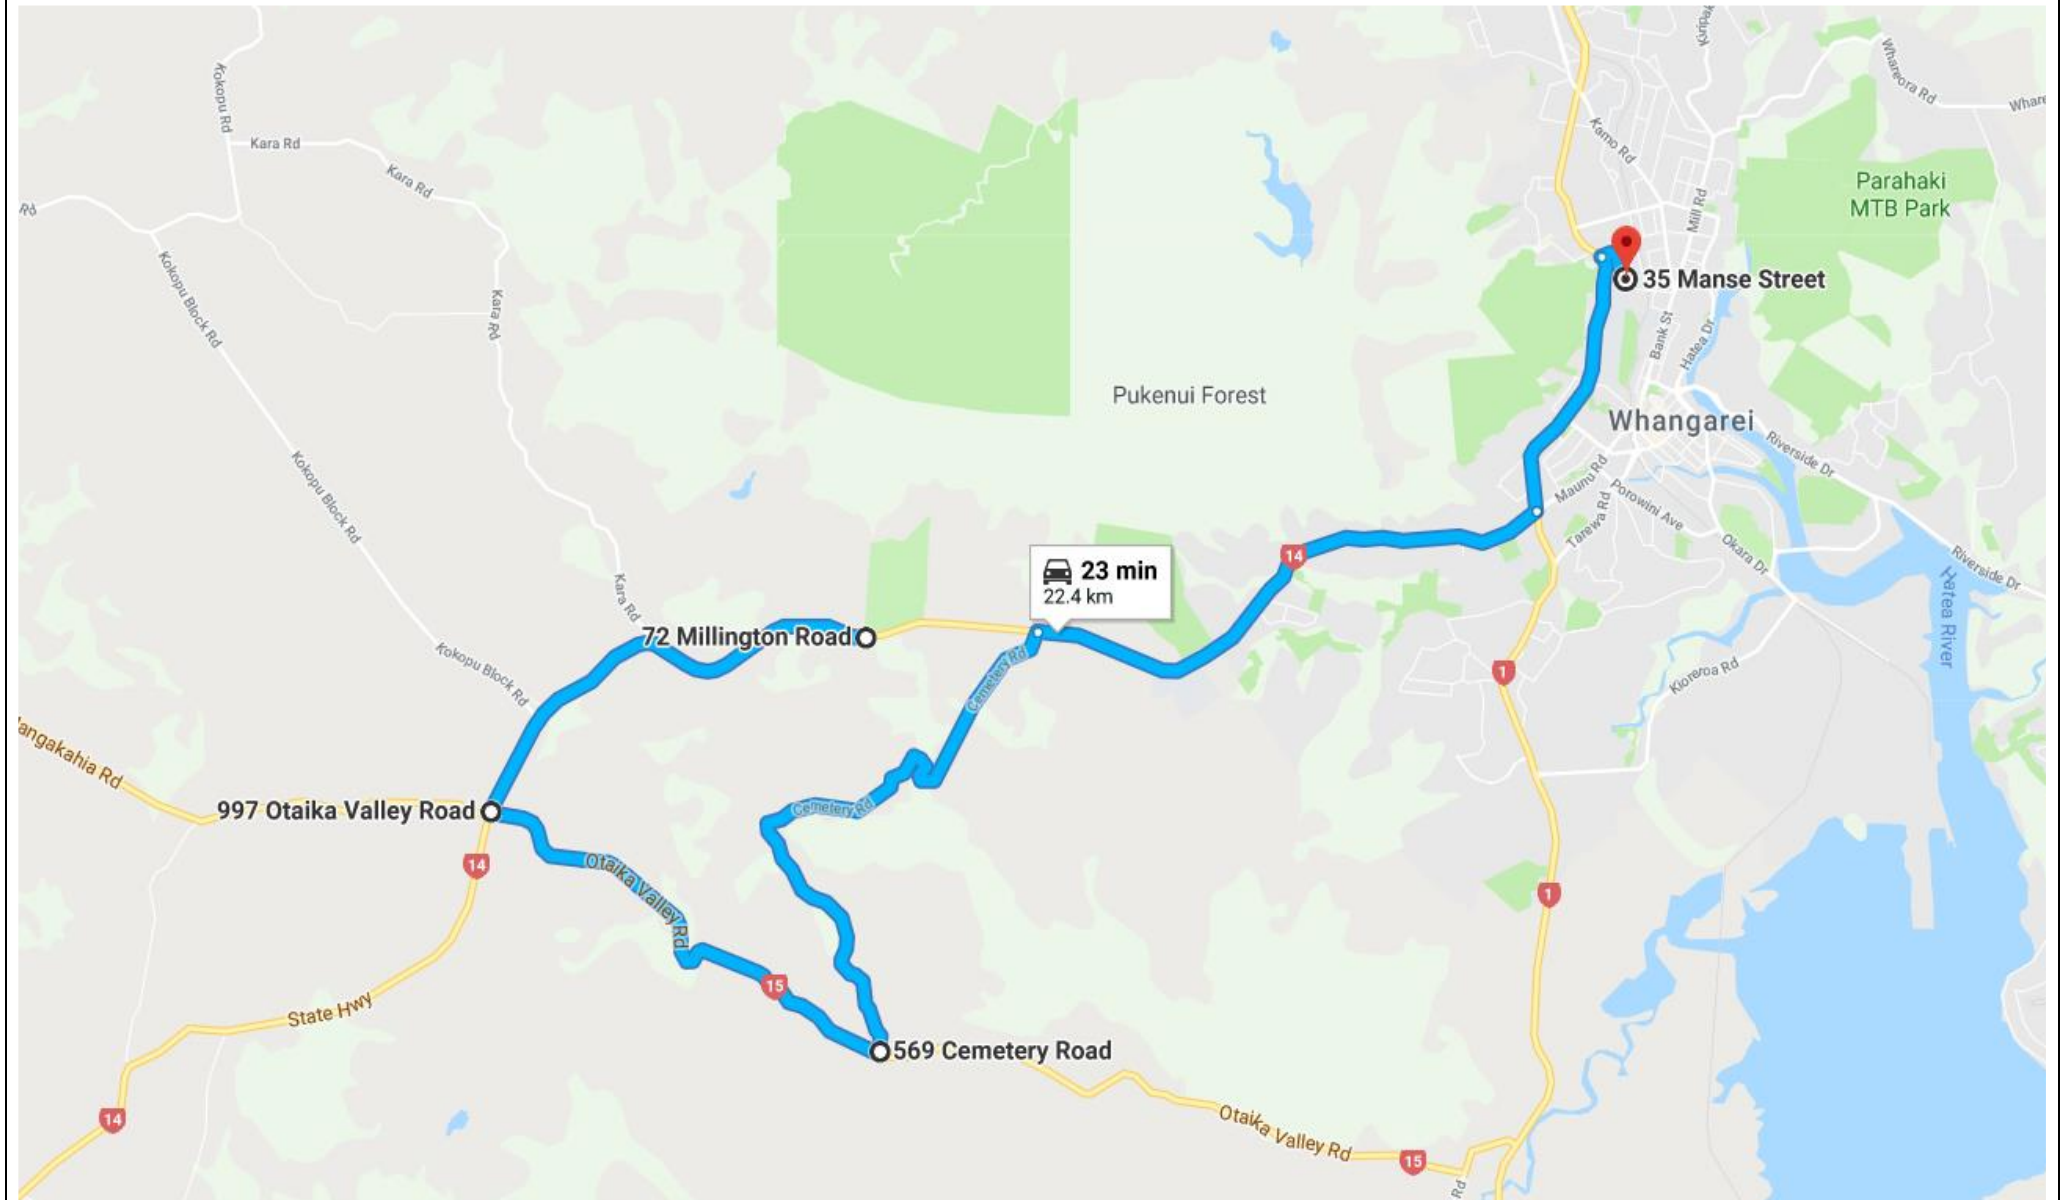 Kokopu Rd
Kara Rd
Kara Rd
Rd
Kokopu Block Rd
Kara Rd
Kokopu Block Rd
Kara Rd
Kokopu Block Rd
Kamo Rd
Whareora Rd
Whare
Parahaki
MTB Park
Mill Rd
35 Manse Street
Bank St
Hatea Dr
Pukenui Forest
Whangarei
Riverside Dr
Maunu Rd
Porowini Ave
Tarewa Rd
Okara Dr
Riverside Dr
Hatea River
14
23 min
22.4 km
72 Millington Road
Cemetery Rd
1
Kioreroa Rd
angakahia Rd
997 Otaika Valley Road
Cemetery Rd
14
Otaika Valley Rd
1
15
State Hwy
569 Cemetery Road
14
Otaika Valley Rd
15
Rd